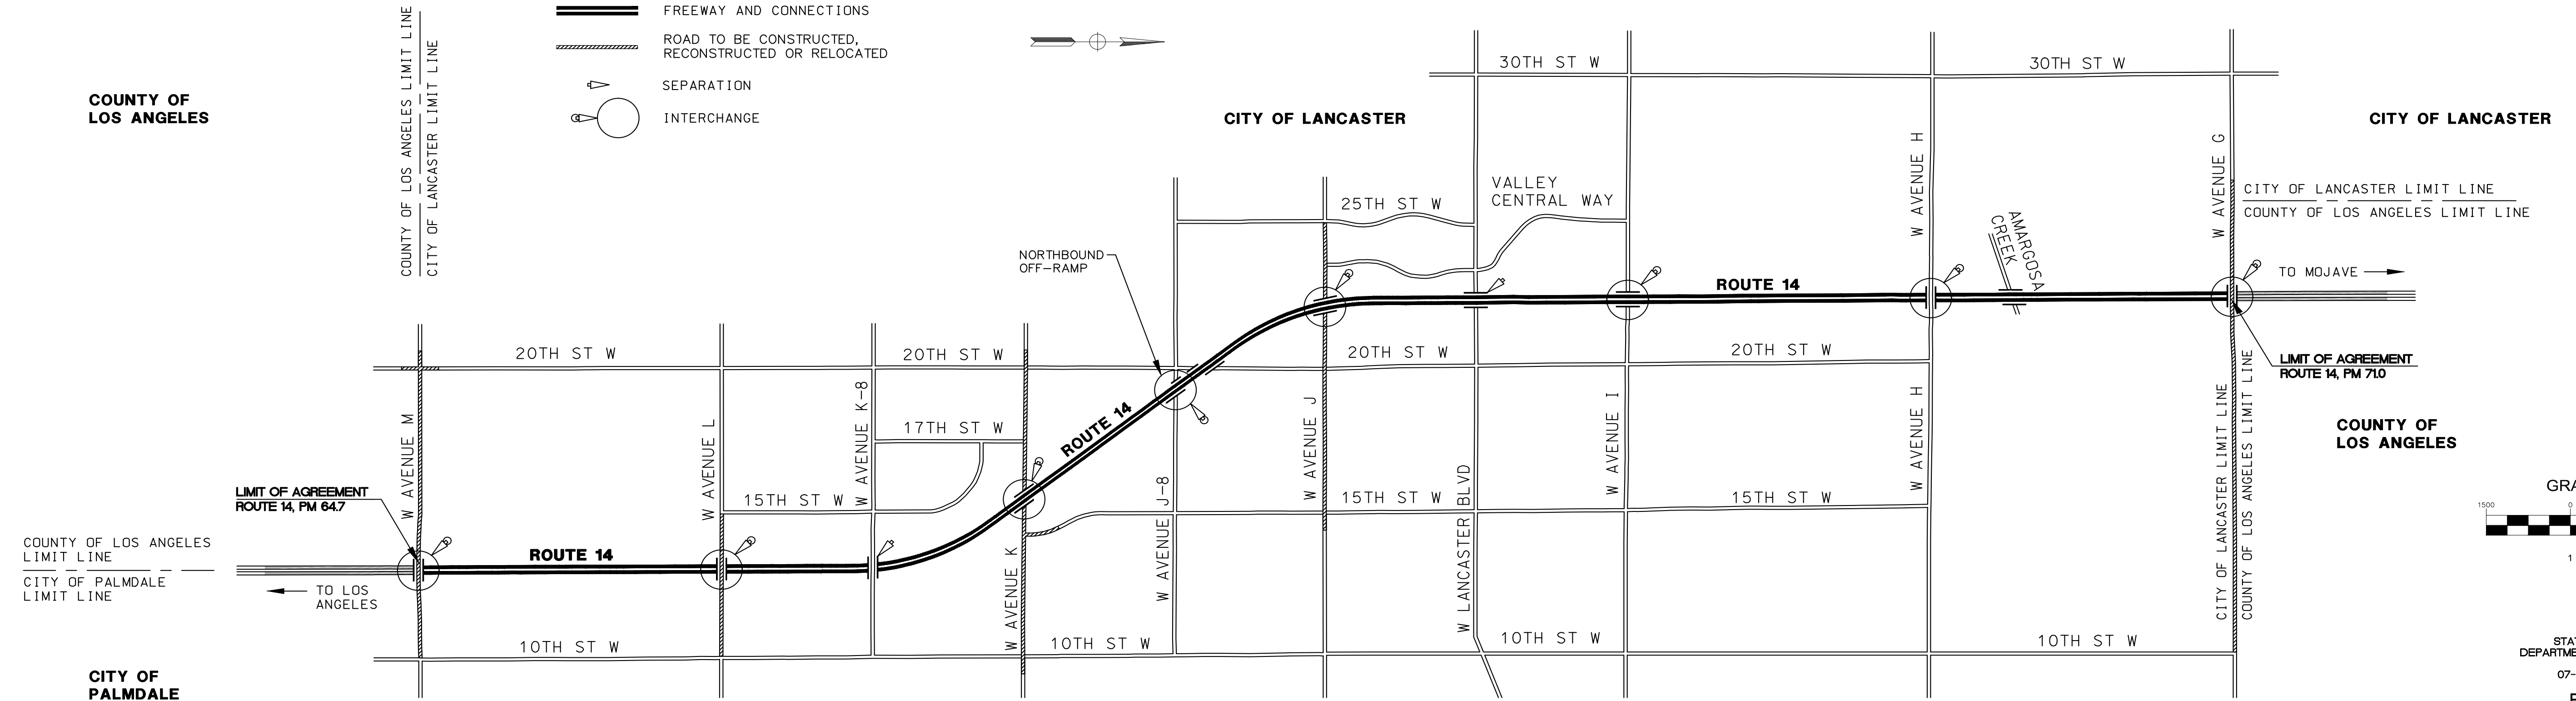 FREEWAY AND CONNECTIONS
ROAD TO BE CONSTRUCTED,
RECONSTRUCTED OR RELOCATED
SEPARATION
INTERCHANGE
COUNTY OF
LOS ANGELES
COUNTY OF LOS ANGELES LIMIT LINE
CITY OF LANCASTER LIMIT LINE
CITY OF LANCASTER
CITY OF LANCASTER
30TH ST W
30TH ST W
W AVENUE H
W AVENUE G
VALLEY
CENTRAL WAY
25TH ST W
AMARGOSA
CREEK
CITY OF LANCASTER LIMIT LINE
COUNTY OF LOS ANGELES LIMIT LINE
NORTHBOUND
OFF-RAMP
TO MOJAVE
ROUTE 14
20TH ST W
20TH ST W
20TH ST W
20TH ST W
LIMIT OF AGREEMENT
ROUTE 14, PM 71.0
W AVENUE M
W AVENUE L
W AVENUE K-8
17TH ST W
ROUTE 14
W AVENUE J
W AVENUE I
W AVENUE H
CITY OF LANCASTER LIMIT LINE
COUNTY OF LOS ANGELES LIMIT LINE
COUNTY OF
LOS ANGELES
LIMIT OF AGREEMENT
ROUTE 14, PM 64.7
15TH ST W
15TH ST W
15TH ST W
W AVENUE J-8
W LANCASTER BLVD
W AVENUE K
GRA
1500
0
1
COUNTY OF LOS ANGELES
LIMIT LINE
CITY OF PALMDALE
LIMIT LINE
ROUTE 14
TO LOS
ANGELES
10TH ST W
10TH ST W
10TH ST W
10TH ST W
CITY OF
PALMDALE
STA
DEPARTME
07-